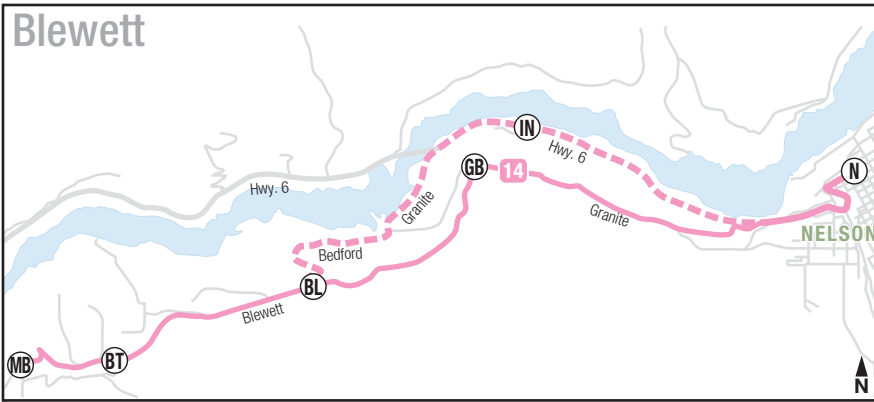 Blewett
IN
Hwy. 6
GB
14
N
Hwy. 6
Granite
Granite
NELSON
Bedford
BL
Blewett
BT
MB
N